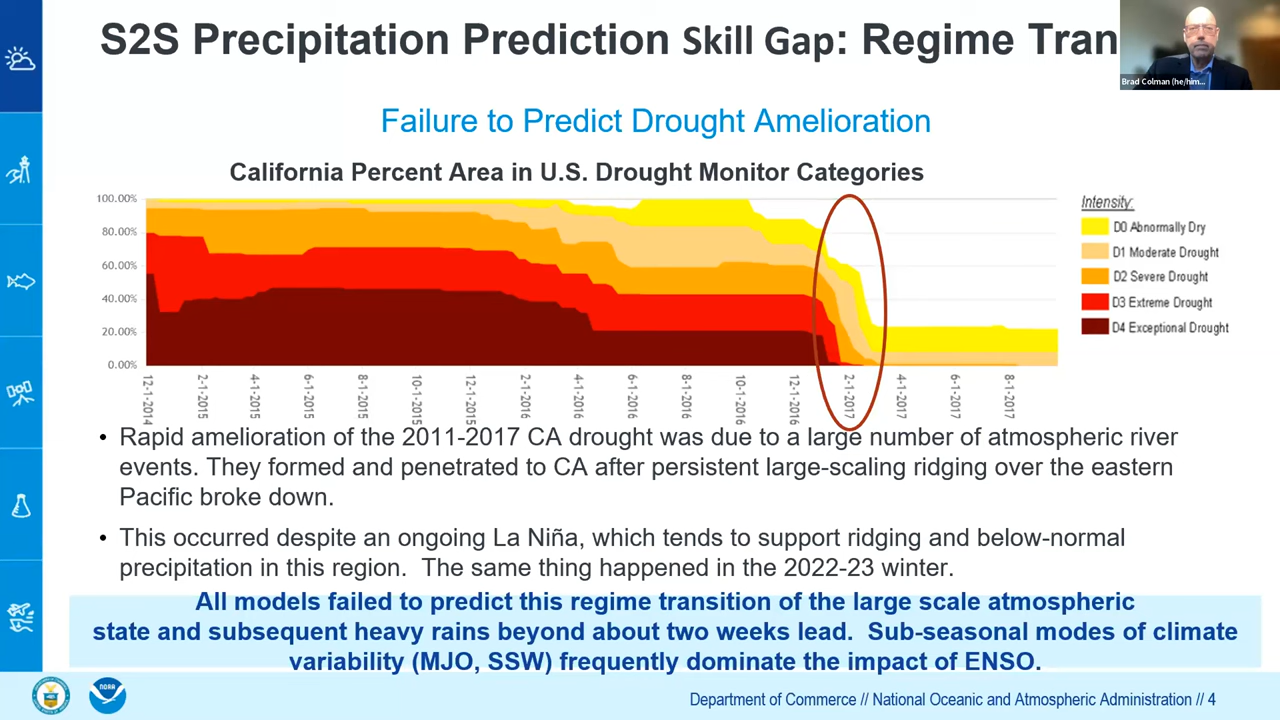 S2S Precipitation Prediction Skill Gap: Regime Tran
Brad Colman (he/him...
Failure to Predict Drought Amelioration
California Percent Area in U.S. Drought Monitor Categories
100.00%
80.00%
60.00%
40.00%
20.00%
0.00%
12-1-2014
2-1-2015
4-1-2015
6-1-2015
8-1-2015
10-1-2015
12-1-2015
2-1-2016
4-1-2016
6-1-2016
8-1-2016
10-1-2016
12-1-2016
2-1-2017
4-1-2017
6-1-2017
8-1-2017
Intensity:
D0 Abnormally Dry
D1 Moderate Drought
D2 Severe Drought
D3 Extreme Drought
D4 Exceptional Drought
• Rapid amelioration of the 2011-2017 CA drought was due to a large number of atmospheric river
events. They formed and penetrated to CA after persistent large-scaling ridging over the eastern
Pacific broke down.
• This occurred despite an ongoing La Niña, which tends to support ridging and below-normal
precipitation in this region. The same thing happened in the 2022-23 winter.
All models failed to predict this regime transition of the large scale atmospheric
state and subsequent heavy rains beyond about two weeks lead. Sub-seasonal modes of climate
variability (MJO, SSW) frequently dominate the impact of ENSO.
NOAA
Department of Commerce // National Oceanic and Atmospheric Administration // 4